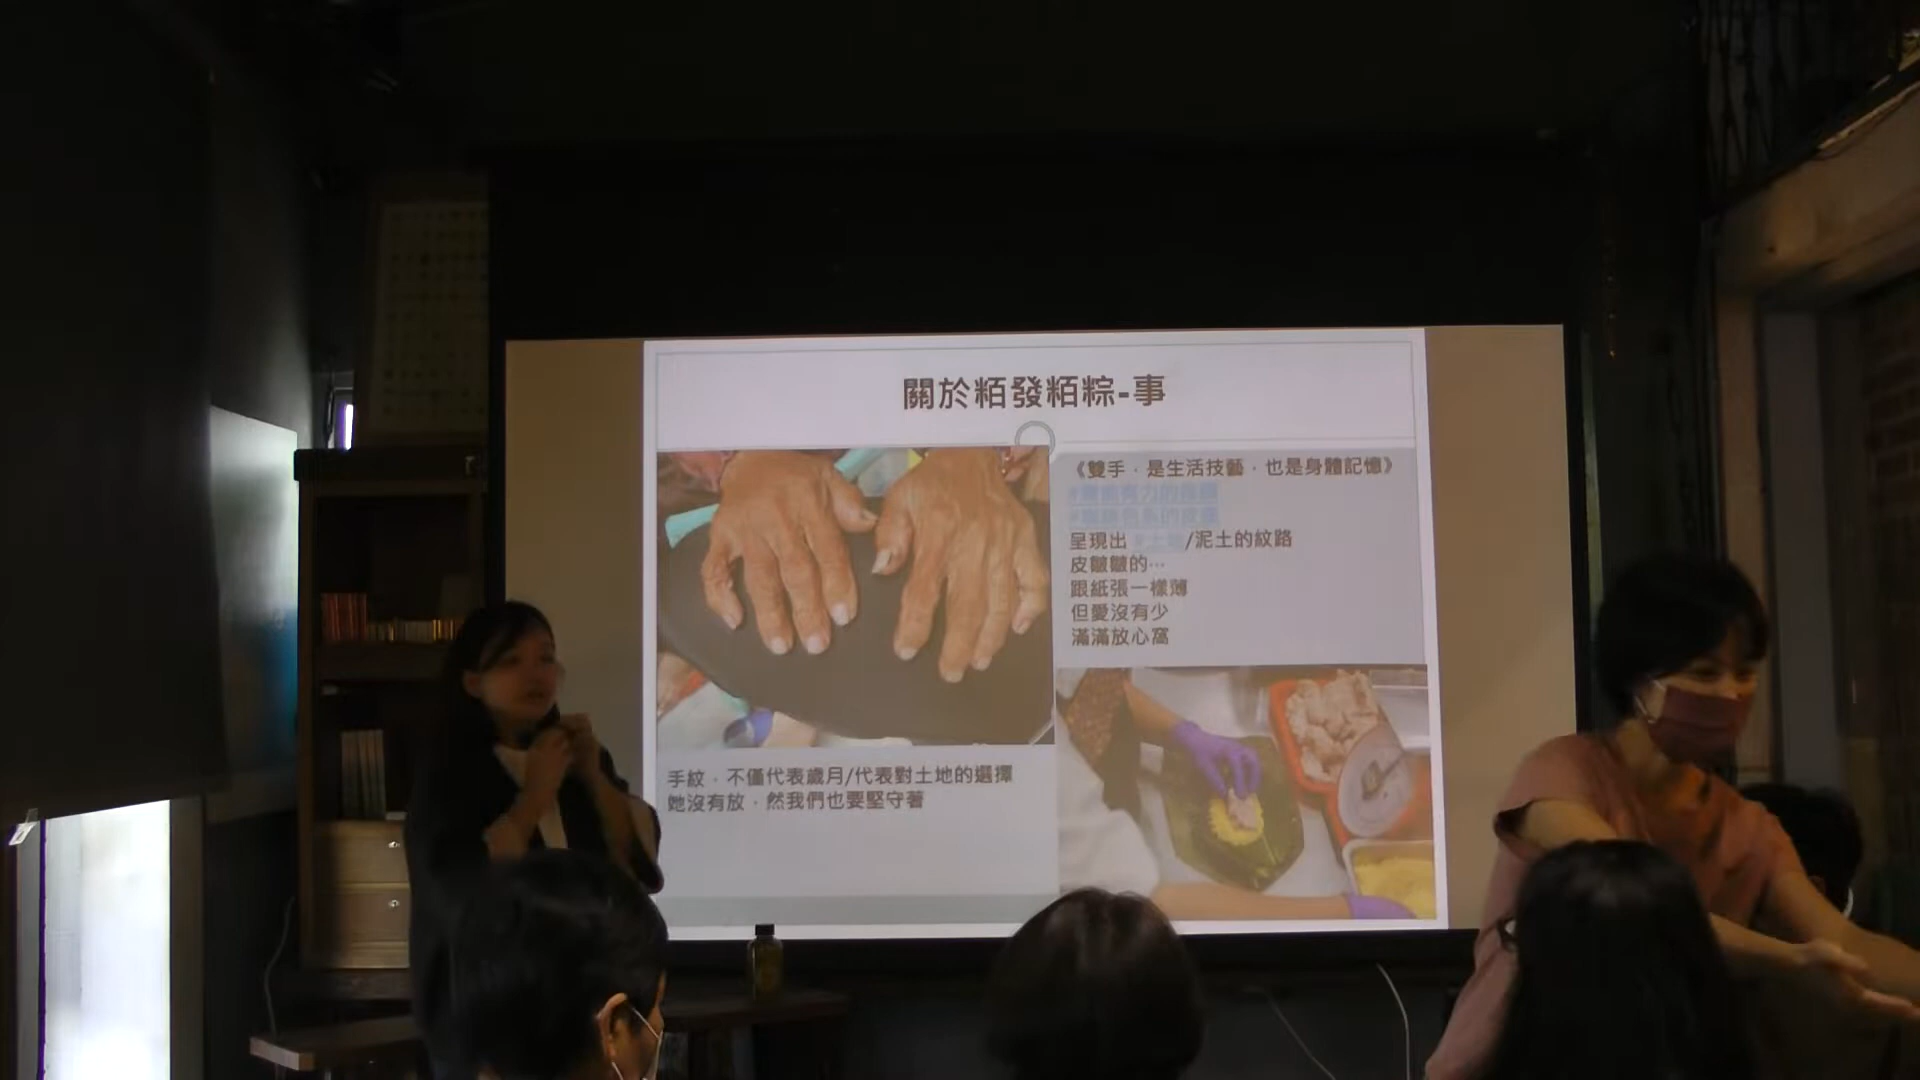 關於粨發粨粽-事
《雙手，是生活技藝，也是身體記憶》
呈現出 #土地/泥土的紋路
皮皺皺的…
跟紙張一樣薄
但愛沒有少
滿滿放心窩
手紋，不僅代表歲月/代表對土地的選擇
她沒有放，然我們也要堅守著